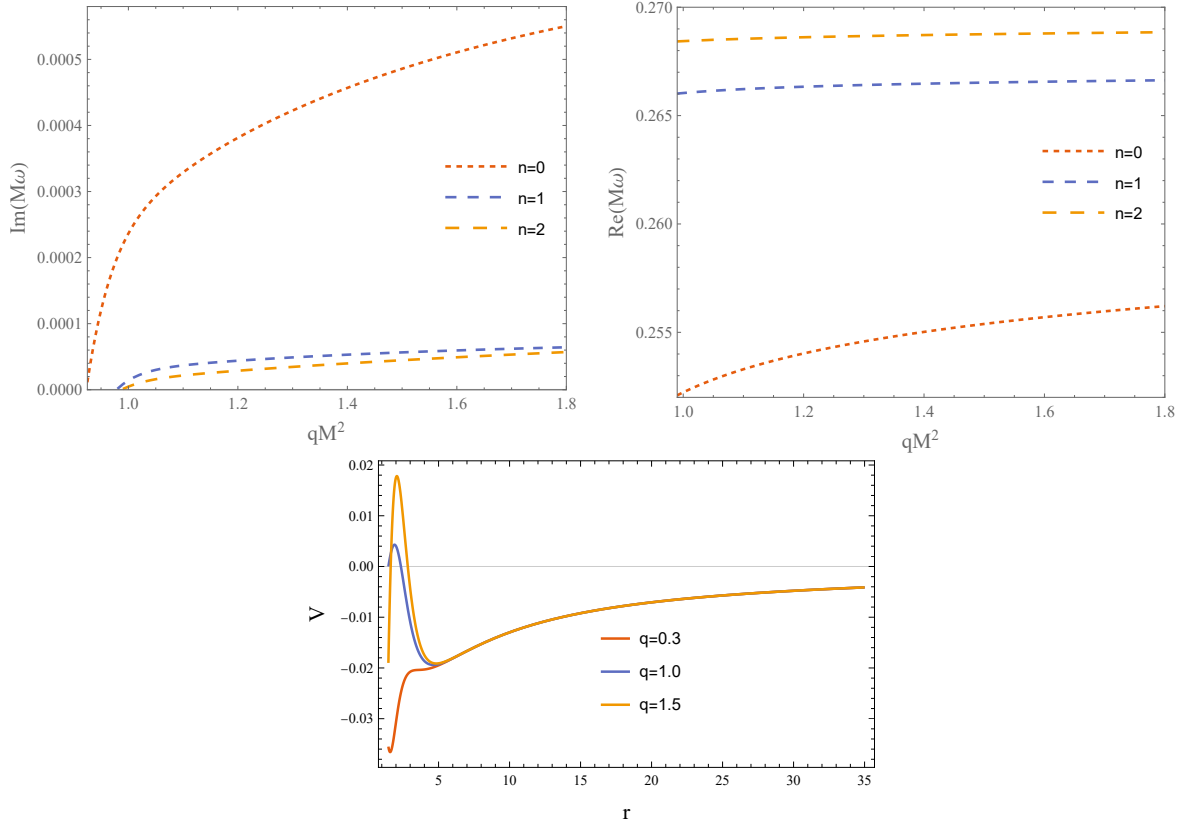 Im(Mω)
0.0005
0.0004
0.0003
0.0002
0.0001
0.0000
n=0
n=1
n=2
1.0 1.2 1.4 1.6 1.8
qM²
Re(Mω)
0.270
0.265
0.260
0.255
n=0
n=1
n=2
1.0 1.2 1.4 1.6 1.8
qM²
V
0.02
0.01
0.00
−0.01
−0.02
−0.03
q=0.3
q=1.0
q=1.5
5 10 15 20 25 30 35
r